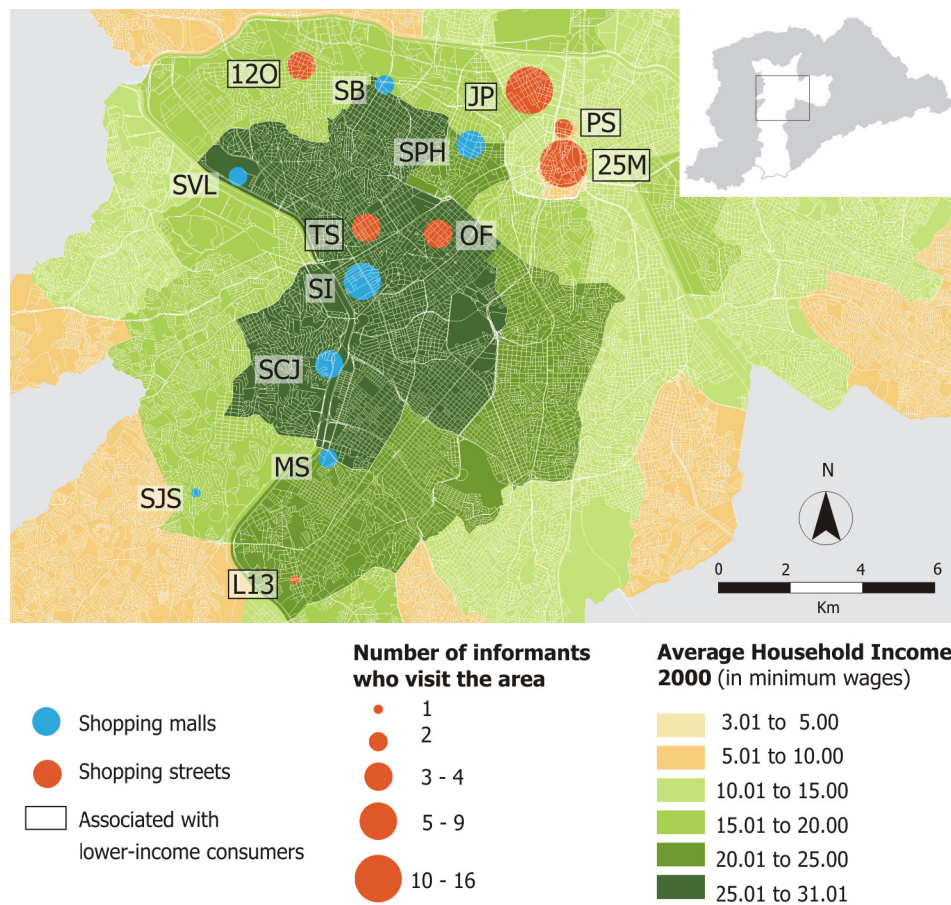 12O
SB
JP
PS
SPH
25M
SVL
TS
OF
SI
SCJ
MS
SJS
L13
N
0 2 4 6
Km
Number of informants
who visit the area
1
2
3 - 4
5 - 9
10 - 16
Shopping malls
Shopping streets
Associated with
lower-income consumers
Average Household Income
2000 (in minimum wages)
3.01 to 5.00
5.01 to 10.00
10.01 to 15.00
15.01 to 20.00
20.01 to 25.00
25.01 to 31.01